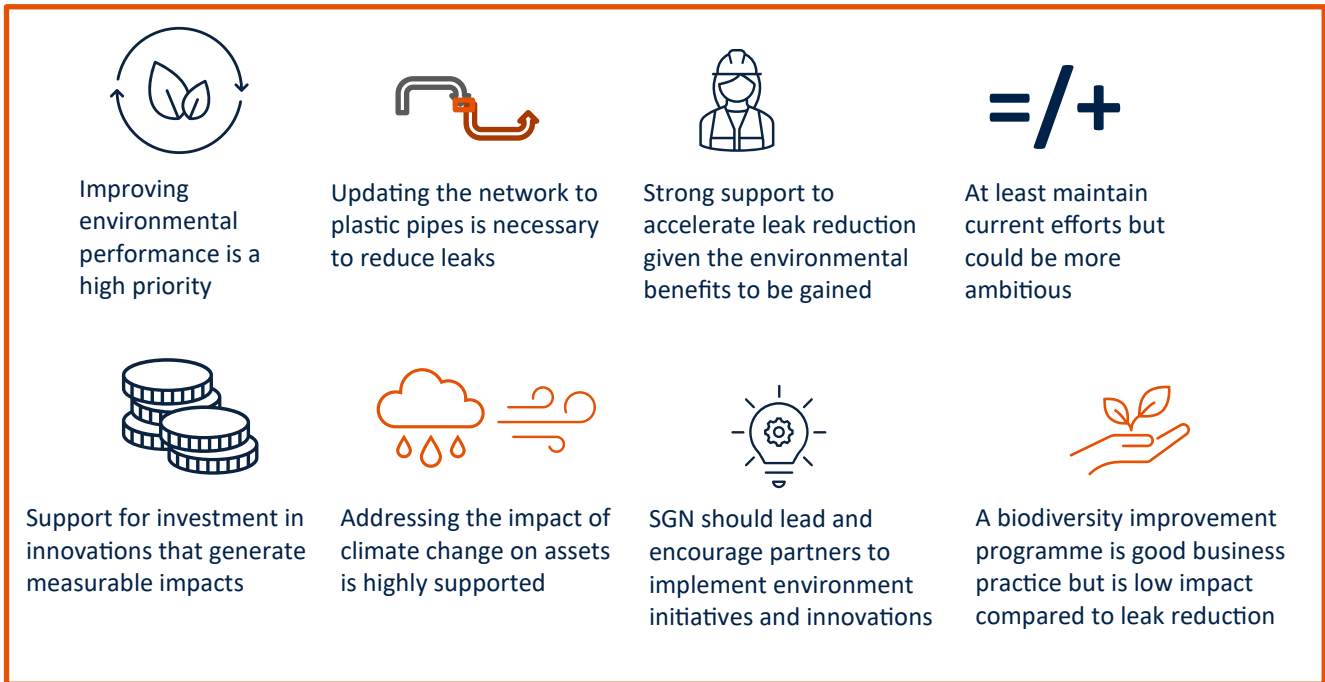 =/+
Improving
environmental
performance is a
high priority
Updating the network to
plastic pipes is necessary
to reduce leaks
Strong support to
accelerate leak reduction
given the environmental
benefits to be gained
At least maintain
current efforts but
could be more
ambitious
Support for investment in
innovations that generate
measurable impacts
Addressing the impact of
climate change on assets
is highly supported
SGN should lead and
encourage partners to
implement environment
initiatives and innovations
A biodiversity improvement
programme is good business
practice but is low impact
compared to leak reduction